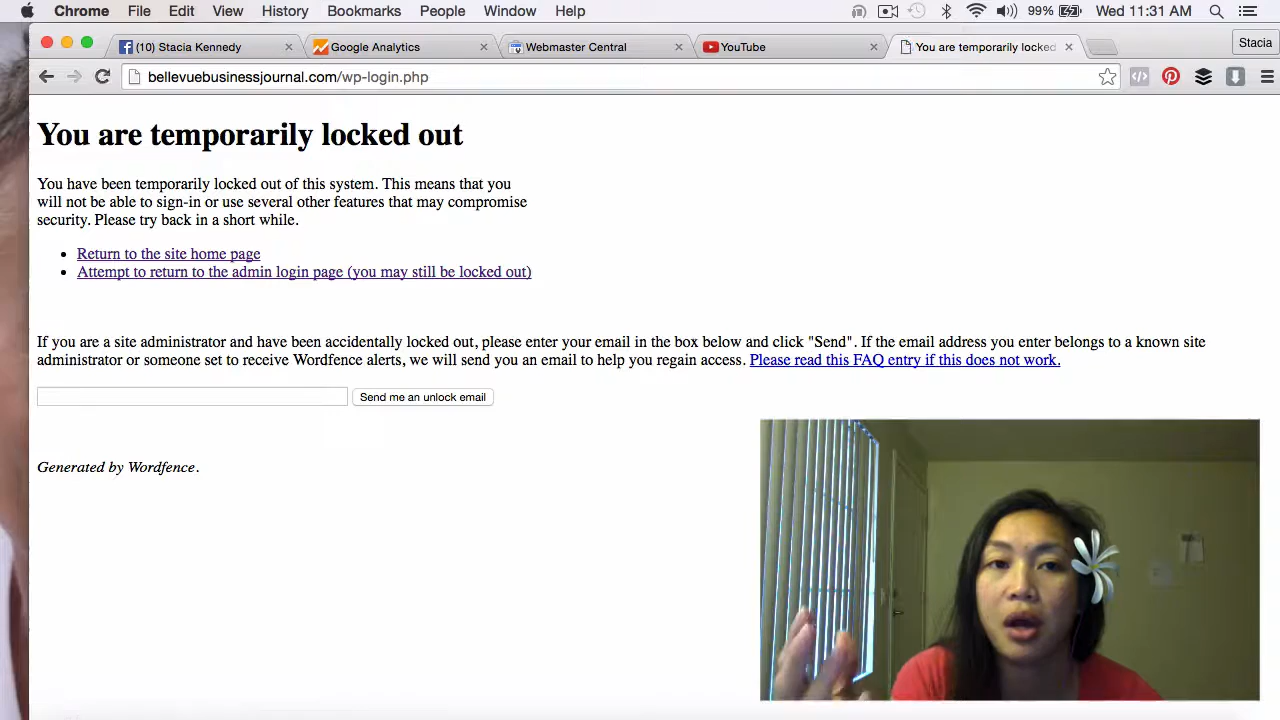 Chrome File Edit View History Bookmarks People Window Help 99% Wed 11:31 AM
(10) Stacia Kennedy Google Analytics Webmaster Central YouTube You are temporarily locked Stacia
bellevuebusinessjournal.com/wp-login.php
You are temporarily locked out
You have been temporarily locked out of this system. This means that you
will not be able to sign-in or use several other features that may compromise
security. Please try back in a short while.
Return to the site home page
Attempt to return to the admin login page (you may still be locked out)
If you are a site administrator and have been accidentally locked out, please enter your email in the box below and click "Send". If the email address you enter belongs to a known site
administrator or someone set to receive Wordfence alerts, we will send you an email to help you regain access. Please read this FAQ entry if this does not work.
Send me an unlock email
Generated by Wordfence.